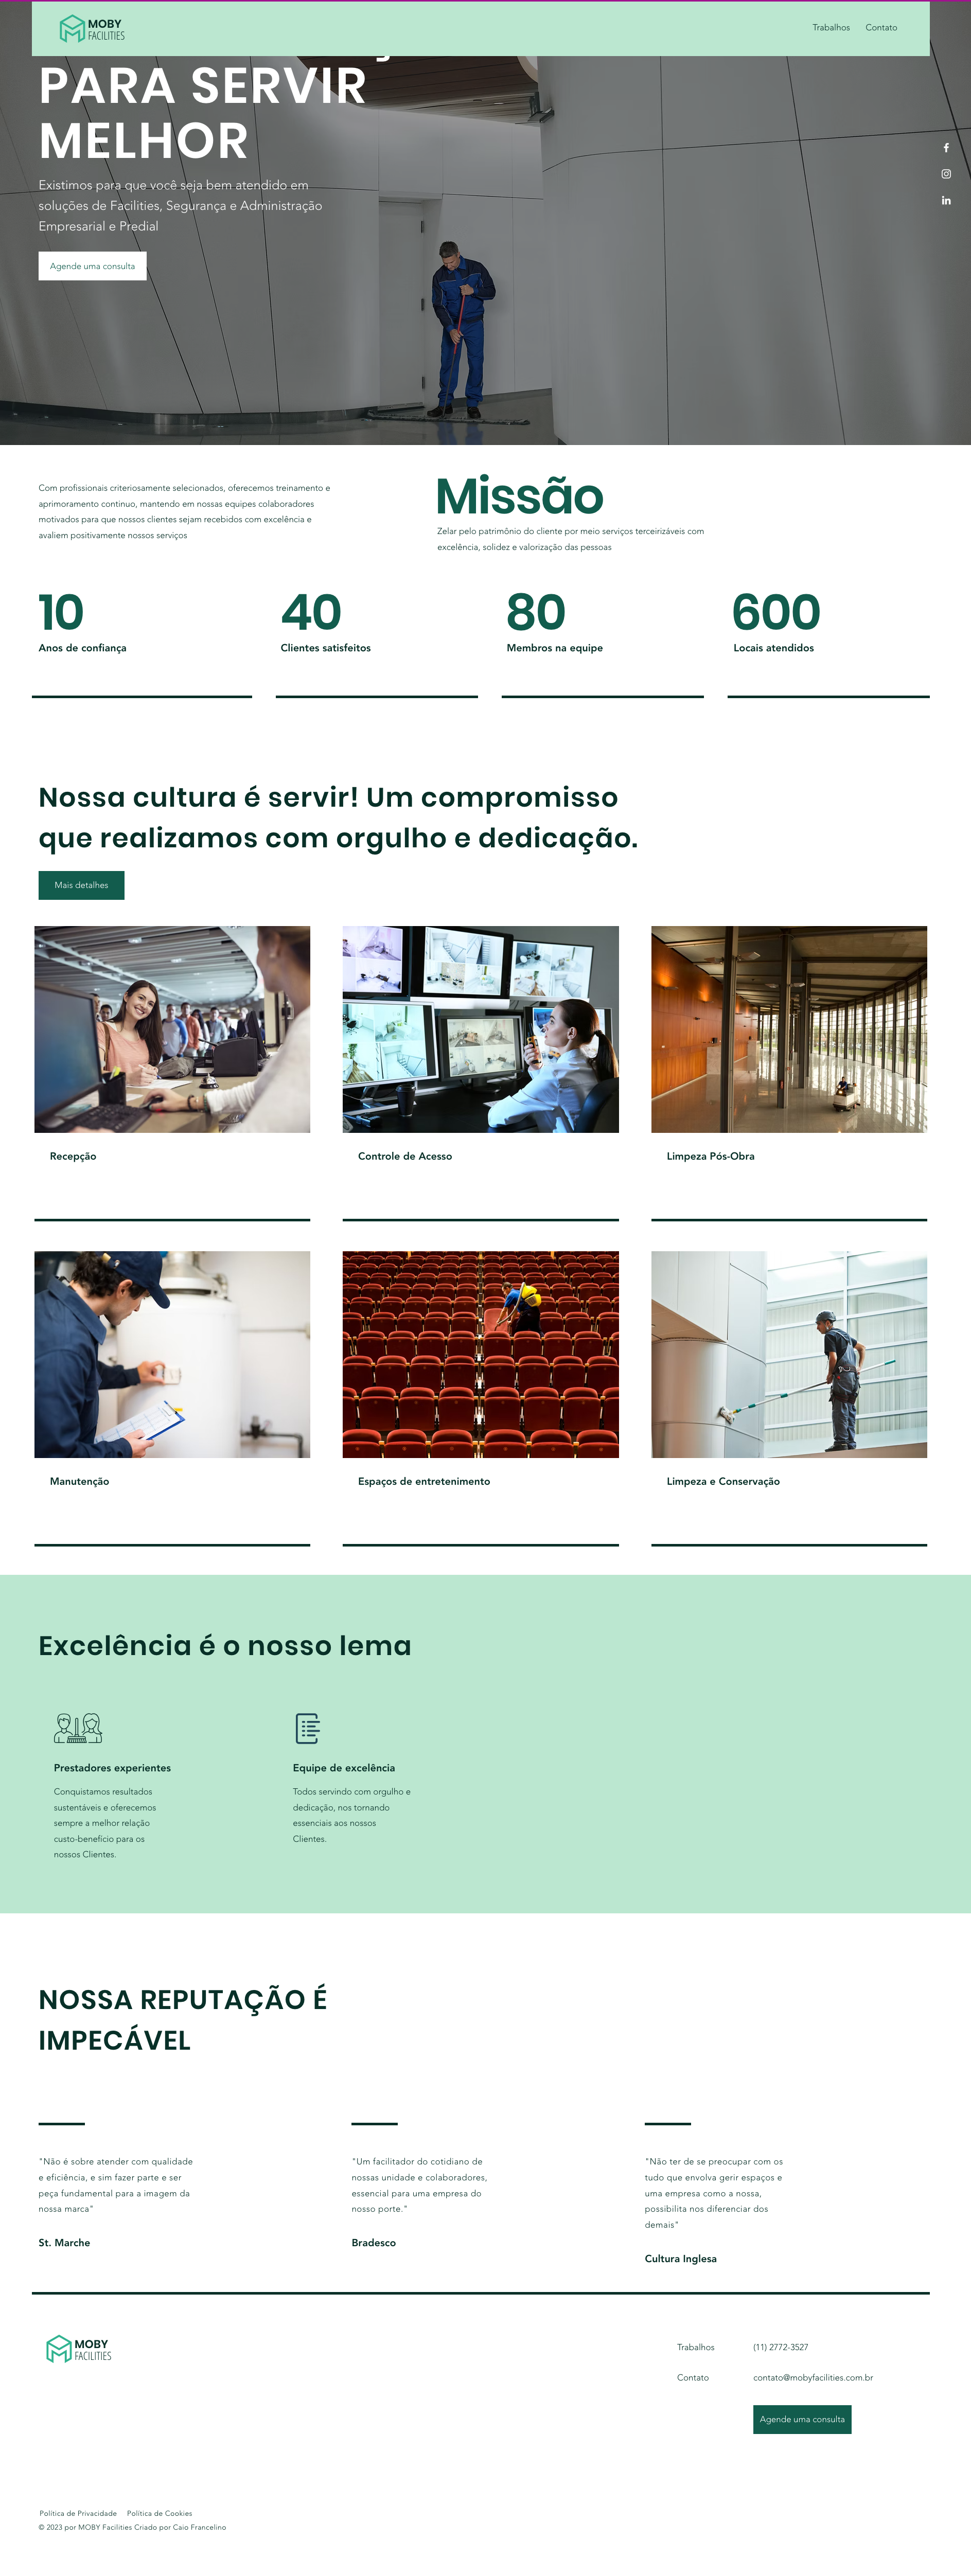 MOBY
FACILITIES
Trabalhos
Contato
PARA SERVIR
MELHOR
Existimos para que você seja bem atendido em
soluções de Facilities, Segurança e Administração
Empresarial e Predial
Agende uma consulta
Com profissionais criteriosamente selecionados, oferecemos treinamento e
aprimoramento continuo, mantendo em nossas equipes colaboradores
motivados para que nossos clientes sejam recebidos com excelência e
avaliem positivamente nossos serviços
Missão
Zelar pelo patrimônio do cliente por meio serviços terceirizáveis com
excelência, solidez e valorização das pessoas
10
Anos de confiança
40
Clientes satisfeitos
80
Membros na equipe
600
Locais atendidos
Nossa cultura é servir! Um compromisso
que realizamos com orgulho e dedicação.
Mais detalhes
Recepção
Controle de Acesso
Limpeza Pós-Obra
Manutenção
Espaços de entretenimento
Limpeza e Conservação
Excelência é o nosso lema
Prestadores experientes
Conquistamos resultados
sustentáveis e oferecemos
sempre a melhor relação
custo-benefício para os
nossos Clientes.
Equipe de excelência
Todos servindo com orgulho e
dedicação, nos tornando
essenciais aos nossos
Clientes.
NOSSA REPUTAÇÃO É
IMPECÁVEL
"Não é sobre atender com qualidade
e eficiência, e sim fazer parte e ser
peça fundamental para a imagem da
nossa marca"
St. Marche
"Um facilitador do cotidiano de
nossas unidade e colaboradores,
essencial para uma empresa do
nosso porte."
Bradesco
"Não ter de se preocupar com os
tudo que envolva gerir espaços e
uma empresa como a nossa,
possibilita nos diferenciar dos
demais"
Cultura Inglesa
MOBY
FACILITIES
Trabalhos
(11) 2772-3527
Contato
contato@mobyfacilities.com.br
Agende uma consulta
Política de Privacidade
Política de Cookies
© 2023 por MOBY Facilities Criado por Caio Francelino